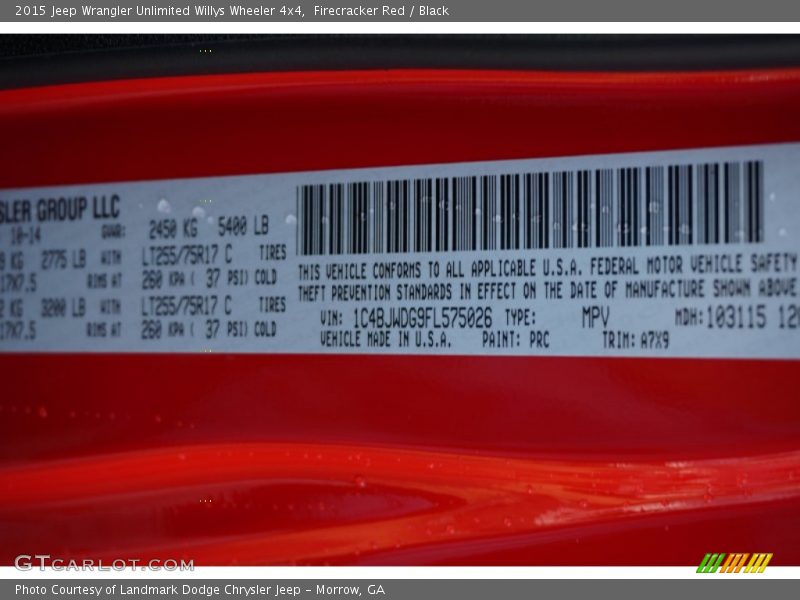 2015 Jeep Wrangler Unlimited Willys Wheeler 4x4, Firecracker Red / Black
SLER GROUP LLC
10-14 GVWR: 2450 KG 5400 LB
KG 2775 LB WITH LT255/75R17 C TIRES
17X7.5 RIMS AT 260 KPA ( 37 PSI) COLD
KG 3200 LB WITH LT255/75R17 C TIRES
17X7.5 RIMS AT 260 KPA ( 37 PSI) COLD
THIS VEHICLE CONFORMS TO ALL APPLICABLE U.S.A. FEDERAL MOTOR VEHICLE SAFETY
THEFT PREVENTION STANDARDS IN EFFECT ON THE DATE OF MANUFACTURE SHOWN ABOVE
VIN: 1C4BJWDG9FL575026 TYPE: MPV MDH: 103115 120
VEHICLE MADE IN U.S.A. PAINT: PRC TRIM: A7X9
GTCARLOT.COM
Photo Courtesy of Landmark Dodge Chrysler Jeep – Morrow, GA